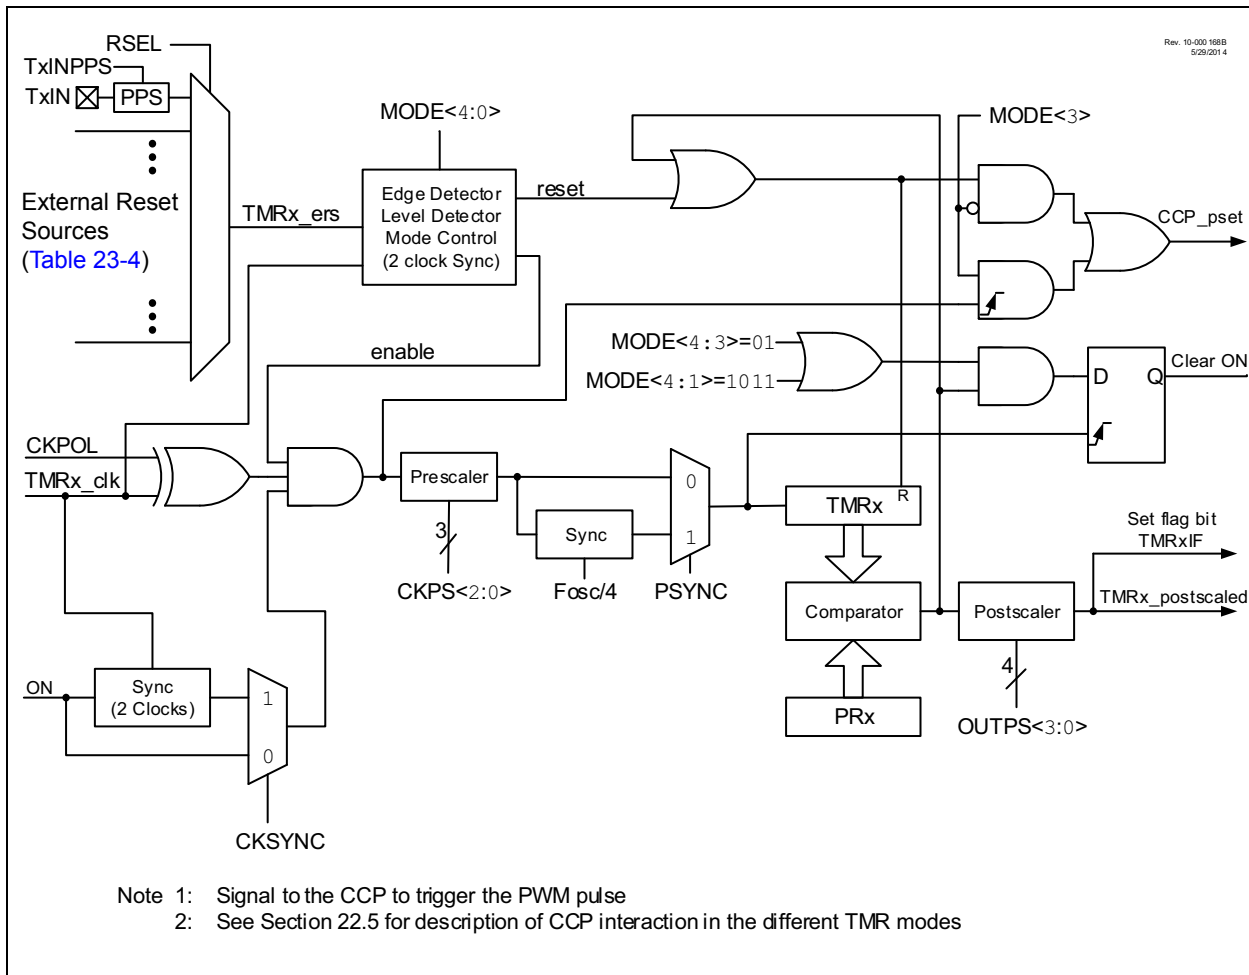 Rev. 10-000168B
5/29/2014
RSEL
TxINPPS
TxIN
PPS
MODE<4:0>
MODE<3>
External Reset
Sources
(Table 23-4)
TMRx_ers
Edge Detector
Level Detector
Mode Control
(2 clock Sync)
reset
CCP_pset
enable
MODE<4:3>=01
MODE<4:1>=1011
D
Q
Clear ON
CKPOL
TMRx_clk
Prescaler
0
1
Sync
3
CKPS<2:0>
Fosc/4
PSYNC
TMRx
R
Set flag bit
TMRxIF
Comparator
Postscaler
TMRx_postscaled
4
OUTPS<3:0>
PRx
ON
Sync
(2 Clocks)
1
0
CKSYNC
Note 1: Signal to the CCP to trigger the PWM pulse
2: See Section 22.5 for description of CCP interaction in the different TMR modes